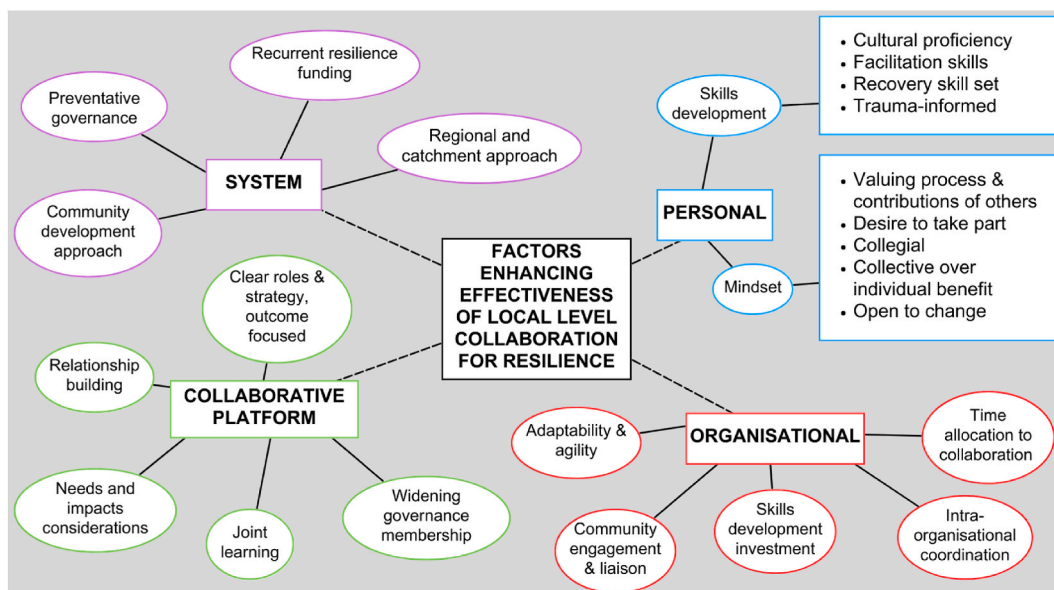 Recurrent resilience
funding
Preventative
governance
Regional and
catchment approach
SYSTEM
Community
development
approach
Skills
development
• Cultural proficiency
• Facilitation skills
• Recovery skill set
• Trauma-informed
PERSONAL
Mindset
• Valuing process &
contributions of others
• Desire to take part
• Collegial
• Collective over
individual benefit
• Open to change
FACTORS
ENHANCING
EFFECTIVENESS
OF LOCAL LEVEL
COLLABORATION
FOR RESILIENCE
Clear roles &
strategy,
outcome
focused
Relationship
building
COLLABORATIVE
PLATFORM
Needs and
impacts
considerations
Joint
learning
Widening
governance
membership
Adaptability &
agility
ORGANISATIONAL
Time
allocation to
collaboration
Community
engagement
& liaison
Skills
development
investment
Intra-
organisational
coordination